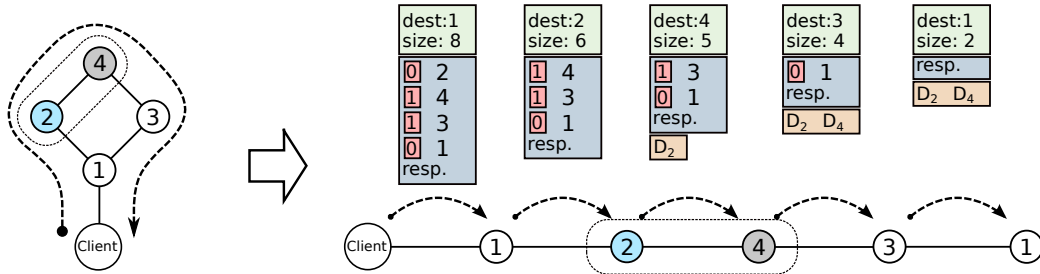 4
2
3
1
Client
dest:1
size: 8
0 2
1 4
1 3
0 1
resp.
dest:2
size: 6
1 4
1 3
0 1
resp.
dest:4
size: 5
1 3
0 1
resp.
D2
dest:3
size: 4
0 1
resp.
D2 D4
dest:1
size: 2
resp.
D2 D4
Client 1 2 4 3 1